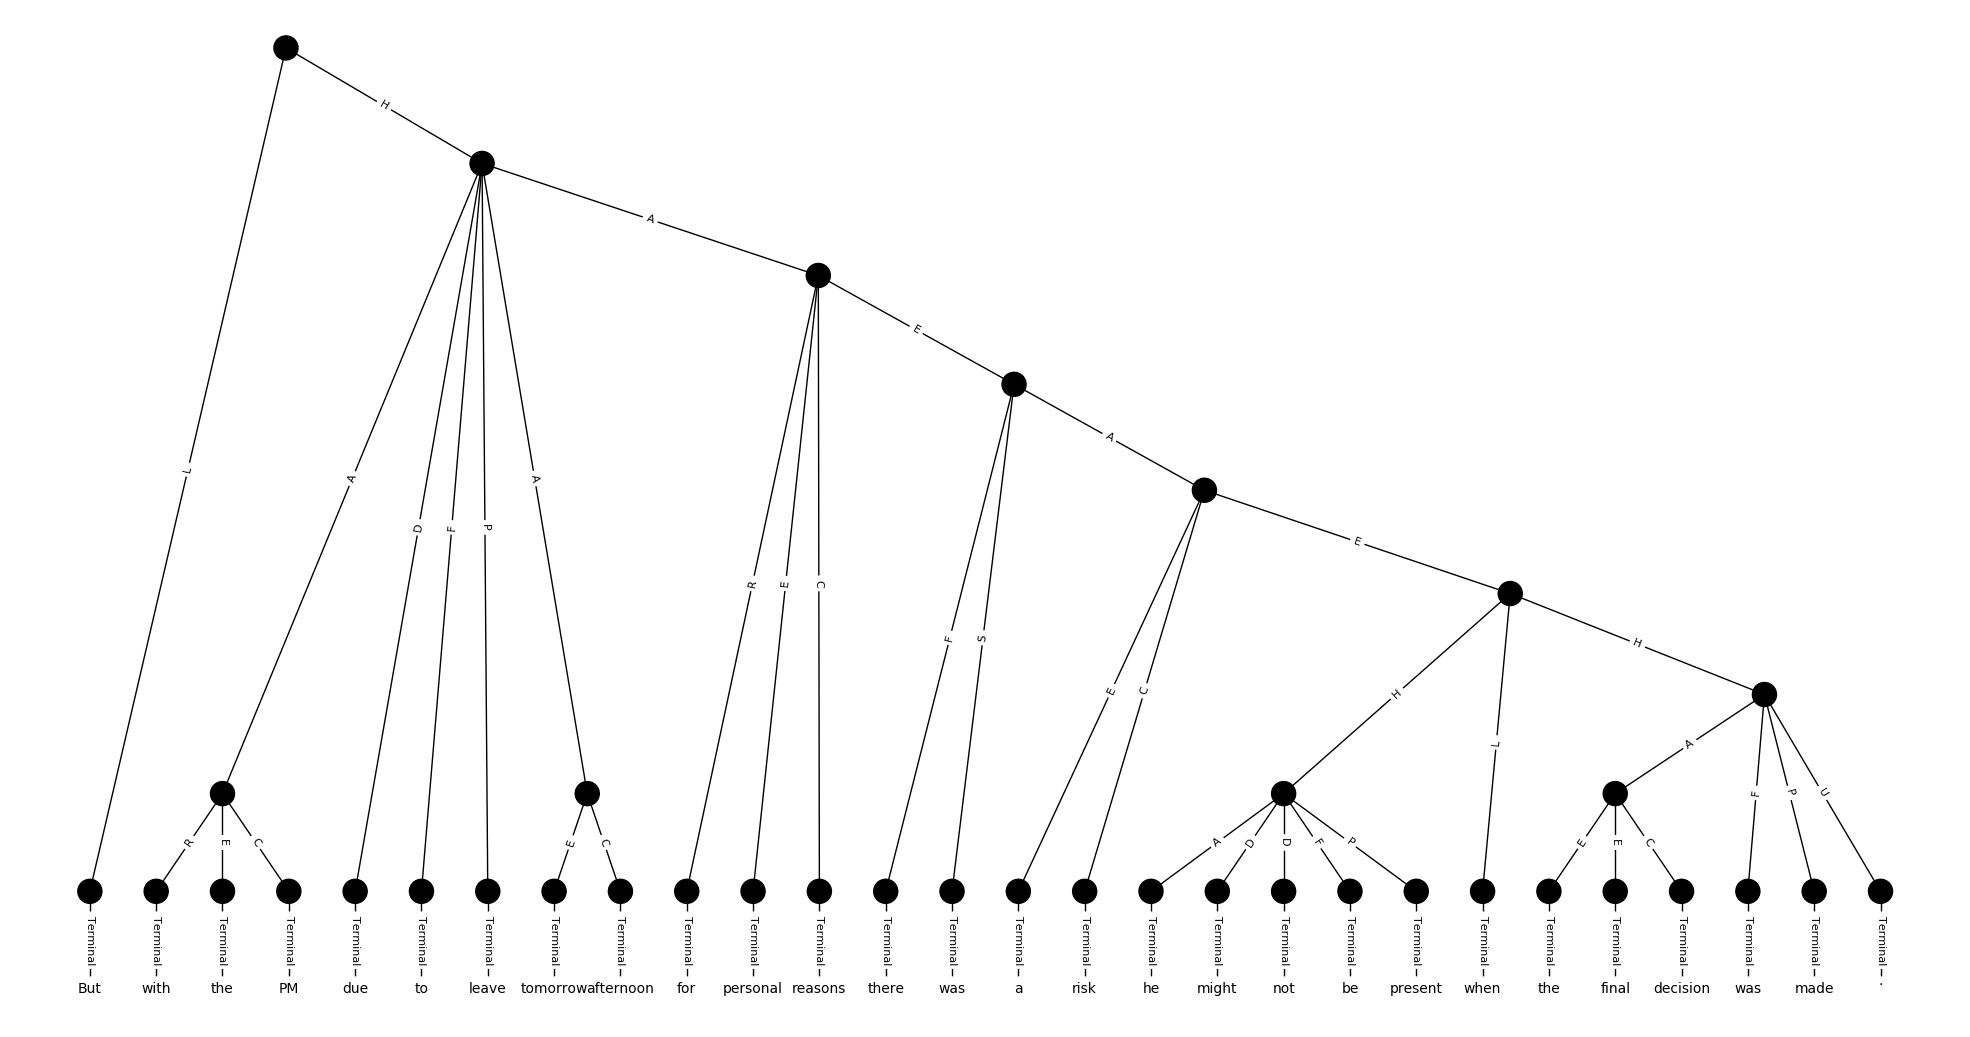 H
A
E
A
L
A
A
D
F
P
E
R
E
C
F
S
H
E
C
H
L
A
A
F
P
U
R
E
C
E
C
A
D
D
F
P
E
E
C
Terminal Terminal Terminal Terminal Terminal Terminal Terminal Terminal Terminal Terminal Terminal Terminal Terminal Terminal Terminal Terminal Terminal Terminal Terminal Terminal Terminal Terminal Terminal Terminal Terminal Terminal Terminal Terminal
But with the PM due to leave tomorrow afternoon for personal reasons there was a risk he might not be present when the final decision was made .